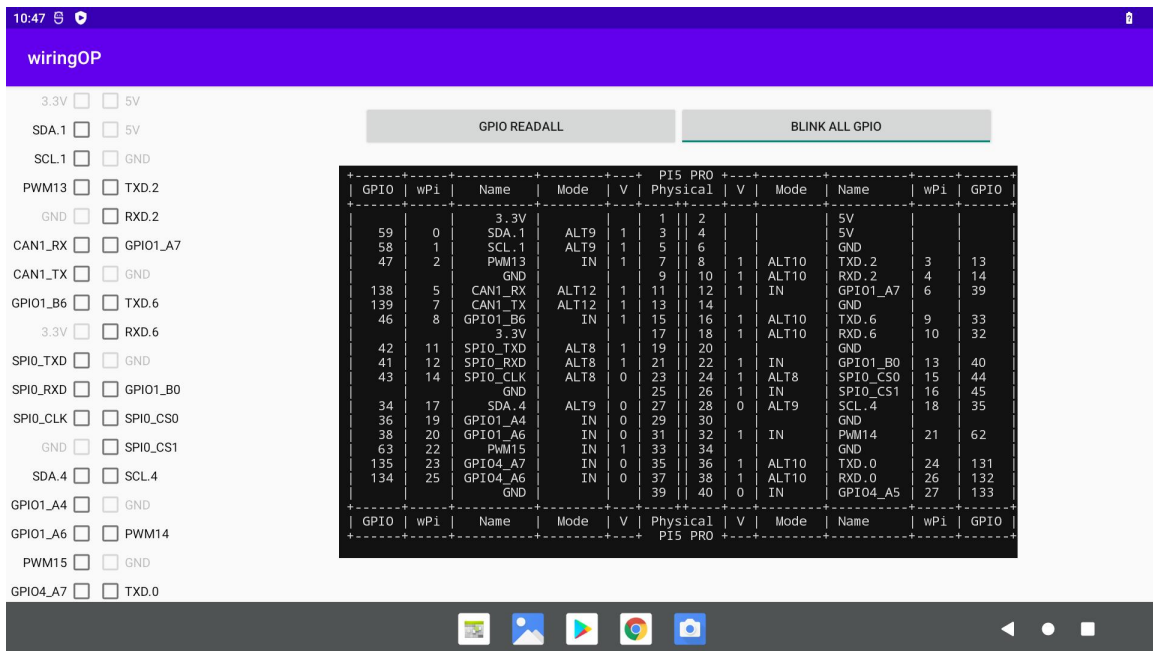 10:47
wiringOP
3.3V 5V
SDA.1 5V
SCL.1 GND
PWM13 TXD.2
GND RXD.2
CAN1_RX GPIO1_A7
CAN1_TX GND
GPIO1_B6 TXD.6
3.3V RXD.6
SPI0_TXD GND
SPI0_RXD GPIO1_B0
SPI0_CLK SPI0_CS0
GND SPI0_CS1
SDA.4 SCL.4
GPIO1_A4 GND
GPIO1_A6 PWM14
PWM15 GND
GPIO4_A7 TXD.0
GPIO READALL BLINK ALL GPIO
+------+-----+----------+--------+---+ PI5 PRO +---+--------+----------+-----+------+
| GPIO | wPi | Name | Mode | V | Physical | V | Mode | Name | wPi | GPIO |
+------+-----+----------+--------+---+----++----+---+--------+----------+-----+------+
| | | 3.3V | | | 1 || 2 | | | 5V | | |
| 59 | 0 | SDA.1 | ALT9 | 1 | 3 || 4 | | | 5V | | |
| 58 | 1 | SCL.1 | ALT9 | 1 | 5 || 6 | | | GND | | |
| 47 | 2 | PWM13 | IN | 1 | 7 || 8 | 1 | ALT10 | TXD.2 | 3 | 13 |
| | | GND | | | 9 || 10 | 1 | ALT10 | RXD.2 | 4 | 14 |
| 138 | 5 | CAN1_RX | ALT12 | 1 | 11 || 12 | 1 | IN | GPIO1_A7 | 6 | 39 |
| 139 | 7 | CAN1_TX | ALT12 | 1 | 13 || 14 | | | GND | | |
| 46 | 8 | GPIO1_B6 | IN | 1 | 15 || 16 | 1 | ALT10 | TXD.6 | 9 | 33 |
| | | 3.3V | | | 17 || 18 | 1 | ALT10 | RXD.6 | 10 | 32 |
| 42 | 11 | SPI0_TXD | ALT8 | 1 | 19 || 20 | | | GND | | |
| 41 | 12 | SPI0_RXD | ALT8 | 1 | 21 || 22 | 1 | IN | GPIO1_B0 | 13 | 40 |
| 43 | 14 | SPI0_CLK | ALT8 | 0 | 23 || 24 | 1 | ALT8 | SPI0_CS0 | 15 | 44 |
| | | GND | | | 25 || 26 | 1 | IN | SPI0_CS1 | 16 | 45 |
| 34 | 17 | SDA.4 | ALT9 | 0 | 27 || 28 | 0 | ALT9 | SCL.4 | 18 | 35 |
| 36 | 19 | GPIO1_A4 | IN | 0 | 29 || 30 | | | GND | | |
| 38 | 20 | GPIO1_A6 | IN | 0 | 31 || 32 | 1 | IN | PWM14 | 21 | 62 |
| 63 | 22 | PWM15 | IN | 1 | 33 || 34 | | | GND | | |
| 135 | 23 | GPIO4_A7 | IN | 0 | 35 || 36 | 1 | ALT10 | TXD.0 | 24 | 131 |
| 134 | 25 | GPIO4_A6 | IN | 0 | 37 || 38 | 1 | ALT10 | RXD.0 | 26 | 132 |
| | | GND | | | 39 || 40 | 0 | IN | GPIO4_A5 | 27 | 133 |
+------+-----+----------+--------+---+----++----+---+--------+----------+-----+------+
| GPIO | wPi | Name | Mode | V | Physical | V | Mode | Name | wPi | GPIO |
+------+-----+----------+--------+---+ PI5 PRO +---+--------+----------+-----+------+